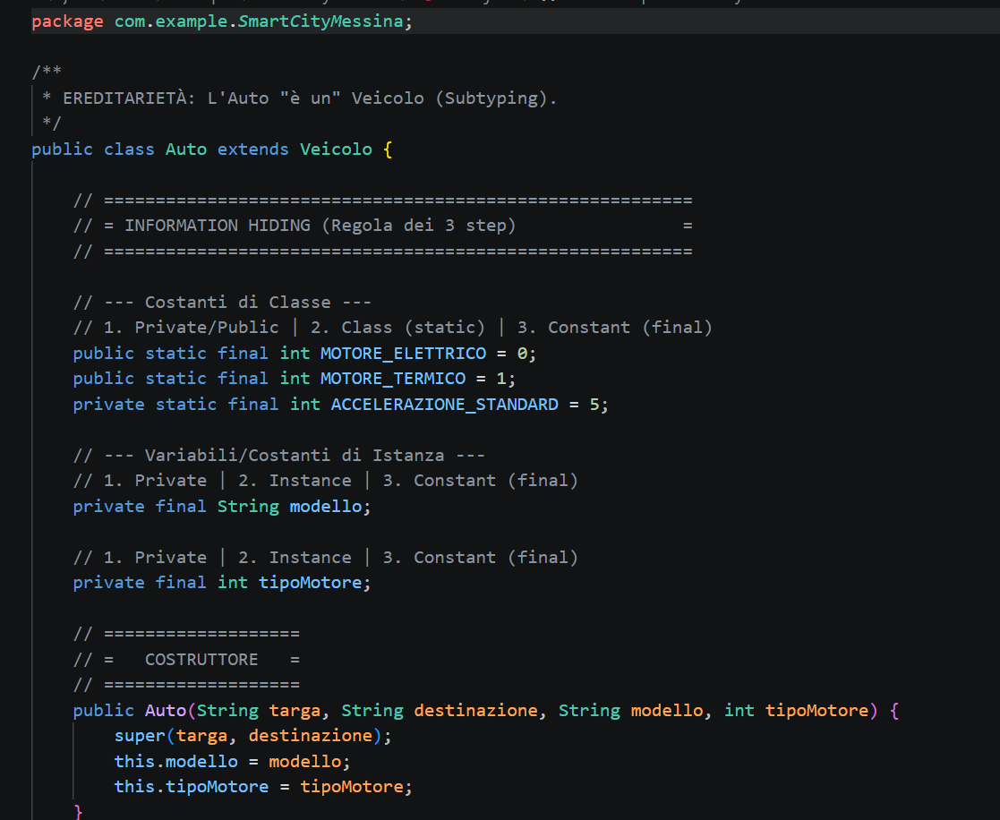 package com.example.SmartCityMessina;
/**
* EREDITARIETÀ: L'Auto "è un" Veicolo (Subtyping).
*/
public class Auto extends Veicolo {
// =========================================================
// = INFORMATION HIDING (Regola dei 3 step)                =
// =========================================================
// --- Costanti di Classe ---
// 1. Private/Public | 2. Class (static) | 3. Constant (final)
public static final int MOTORE_ELETTRICO = 0;
public static final int MOTORE_TERMICO = 1;
private static final int ACCELERAZIONE_STANDARD = 5;
// --- Variabili/Costanti di Istanza ---
// 1. Private | 2. Instance | 3. Constant (final)
private final String modello;
// 1. Private | 2. Instance | 3. Constant (final)
private final int tipoMotore;
// ===================
// =   COSTRUTTORE   =
// ===================
public Auto(String targa, String destinazione, String modello, int tipoMotore) {
super(targa, destinazione);
this.modello = modello;
this.tipoMotore = tipoMotore;
}